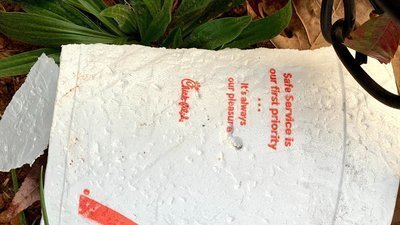 Safe Service is
our first priority
...
It's always
our pleasure
Chick-fil-A